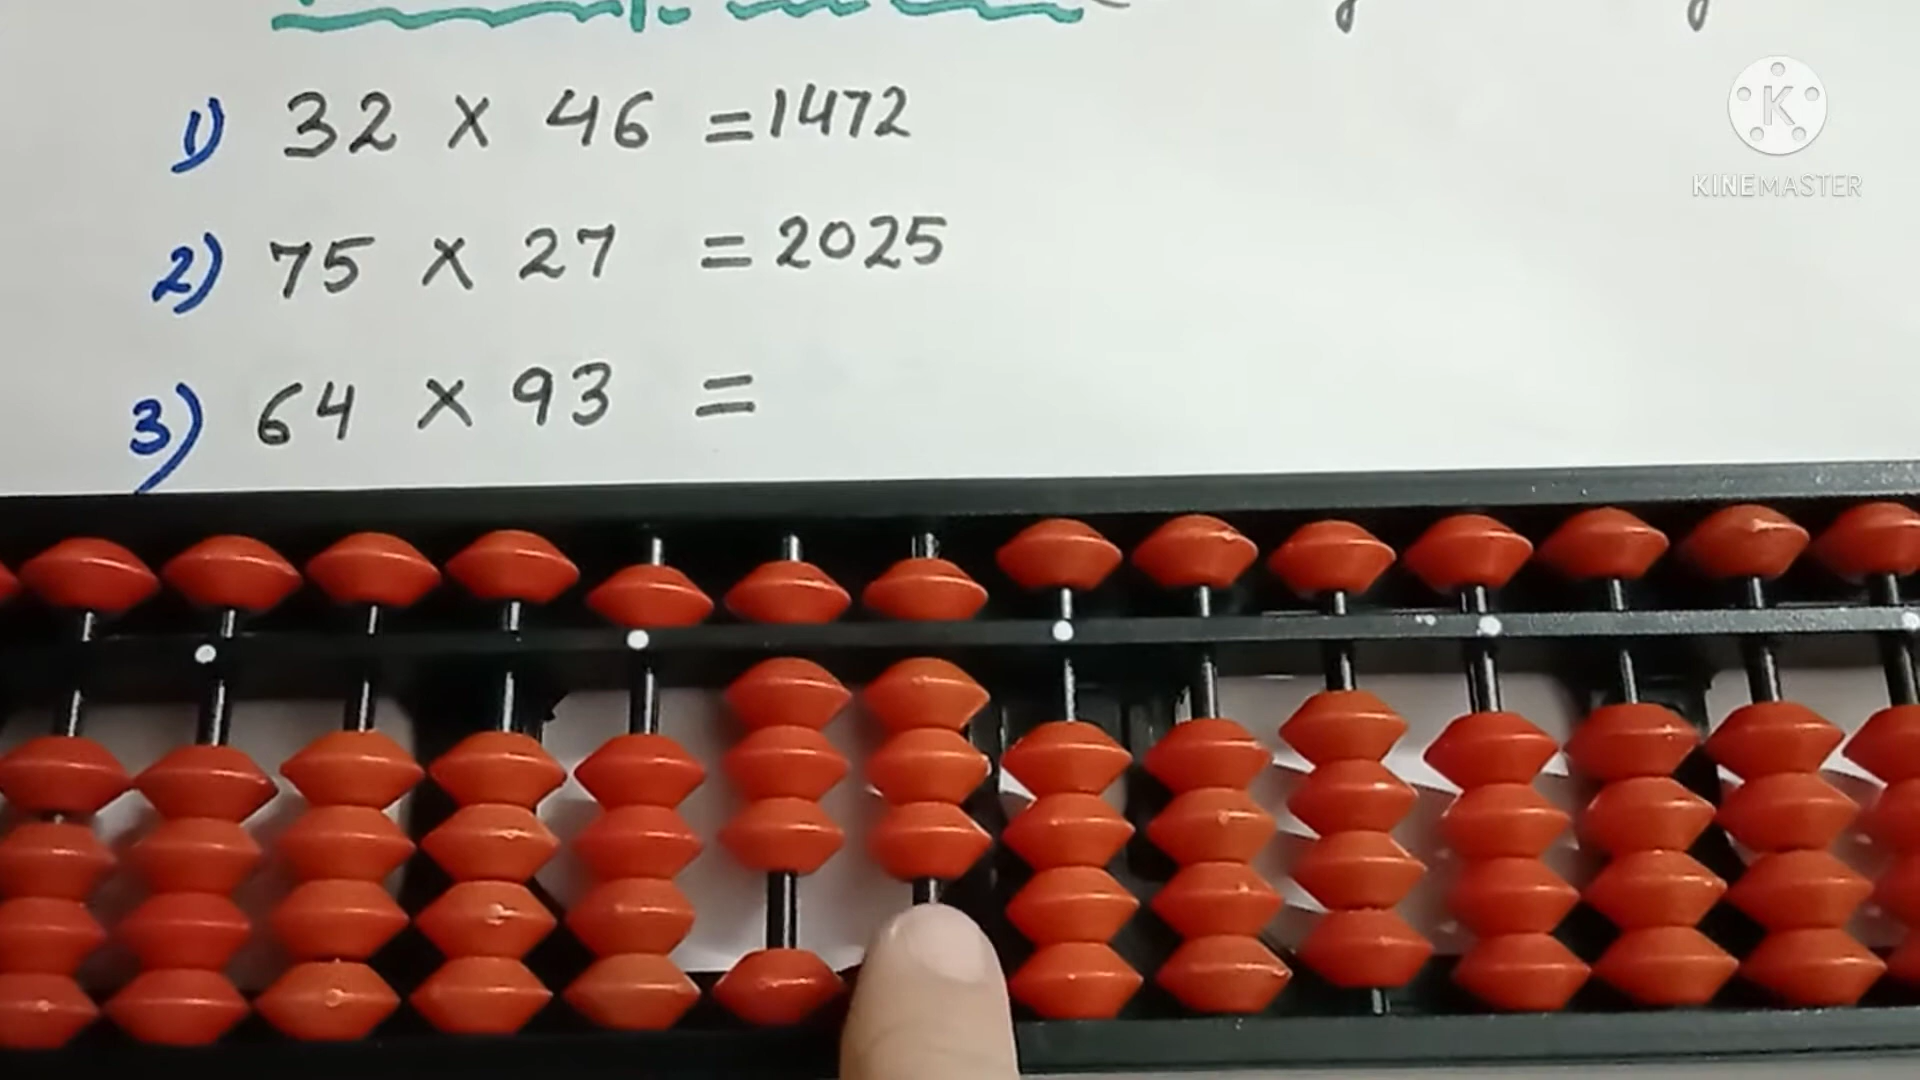 1) 32 × 46 = 1472
2) 75 × 27 = 2025
3) 64 × 93 =
KINEMASTER